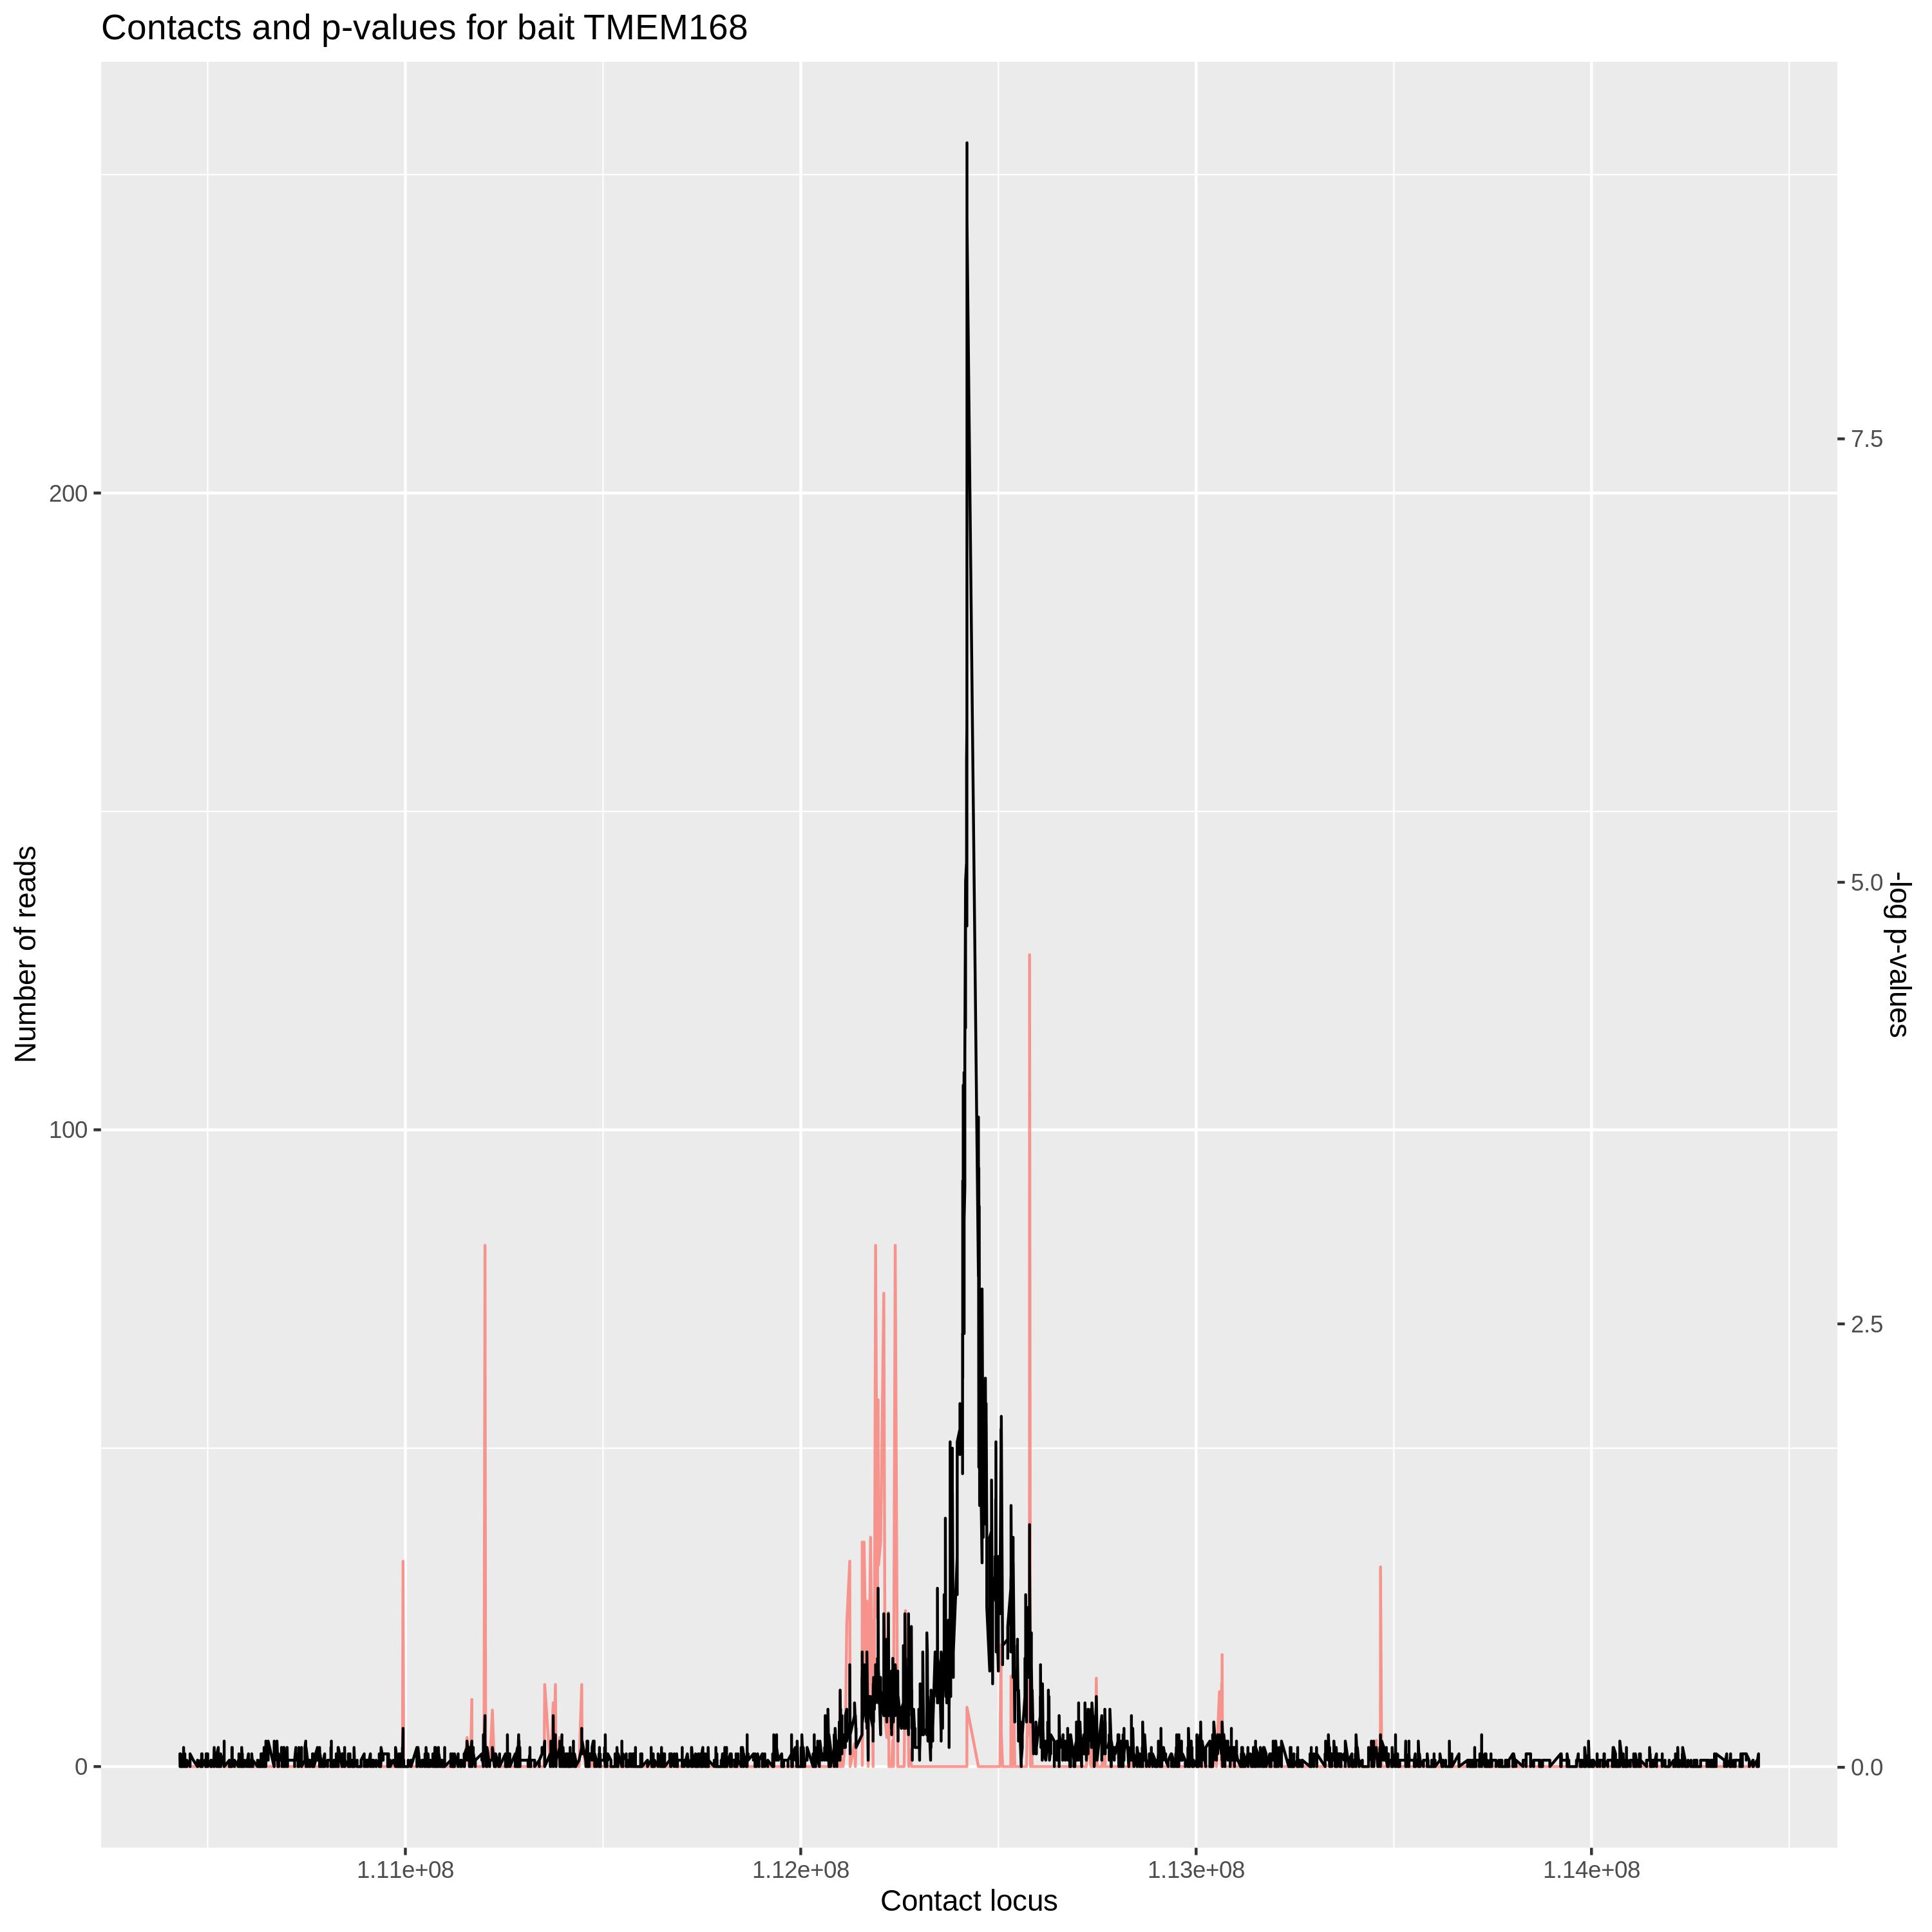 Contacts and p-values for bait TMEM168
Number of reads
200
100
0
7.5
5.0
2.5
0.0
-log p-values
1.11e+08 1.12e+08 1.13e+08 1.14e+08
Contact locus